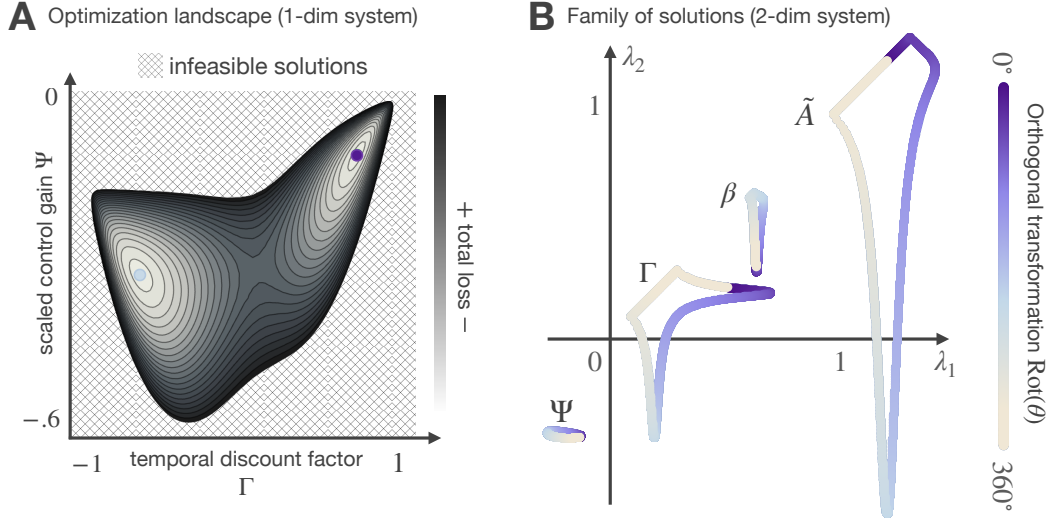 A Optimization landscape (1-dim system)
infeasible solutions
0
scaled control gain Ψ
−.6
−1
temporal discount factor
1
Γ
+ total loss −
B Family of solutions (2-dim system)
λ₂
1
Ã
β
Γ
0
1
λ₁
Ψ
0°
Orthogonal transformation Rot(θ)
360°